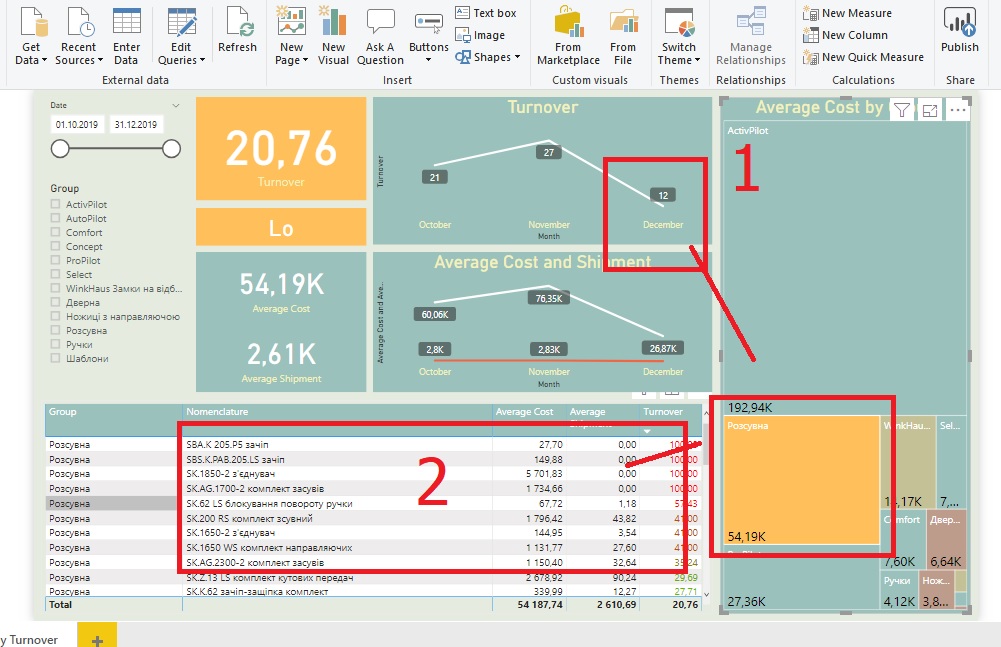 Get Data
Recent Sources
Enter Data
Edit Queries
Refresh
New Page
New Visual
Ask A Question
Buttons
Text box
Image
Shapes
From Marketplace
From File
Switch Theme
Manage Relationships
New Measure
New Column
New Quick Measure
Publish
External data
Insert
Custom visuals
Themes
Relationships
Calculations
Share
Date
01.10.2019
31.12.2019
Group
ActivPilot
AutoPilot
Comfort
Concept
ProPilot
Select
WinkHaus Замки на відб...
Дверна
Ножиці з направляючою
Розсувна
Ручки
Шаблони
20,76
Turnover
Lo
54,19K
Average Cost
2,61K
Average Shipment
Turnover
Turnover
21
27
12
October
November
December
Month
Average Cost and Shipment
Average Cost and Ave...
60,06K
76,35K
26,87K
2,8K
2,83K
October
November
December
Month
Average Cost by
1
ActivPilot
192,94K
Розсувна
54,19K
27,36K
WinkHau...
14,17K
Sel...
7,...
Comfort
7,60K
Двер...
6,64K
Ручки
4,12K
Нож...
3,8...
2
Group Nomenclature Average Cost Average Turnover
Розсувна SBA.K 205.P5 зачіп 27,70 0,00 100,00
Розсувна SBS.K.PAB.205.LS зачіп 149,88 0,00 100,00
Розсувна SK.1850-2 з'єднувач 5 701,83 0,00 100,00
Розсувна SK.AG.1700-2 комплект засувів 1 734,66 0,00 100,00
Розсувна SK.62 LS блокування повороту ручки 67,72 1,18 57,43
Розсувна SK.200 RS комплект зсувний 1 796,42 43,82 41,00
Розсувна SK.1650-2 з'єднувач 144,95 3,54 41,00
Розсувна SK.1650 WS комплект направляючих 1 131,77 27,60 41,00
Розсувна SK.AG.2300-2 комплект засувів 1 150,40 32,64 35,24
Розсувна SK.Z.13 LS комплект кутових передач 2 678,92 90,24 29,69
Розсувна SK.K.62 зачіп-защіпка комплект 339,99 12,27 27,71
Total 54 187,74 2 610,69 20,76
y Turnover